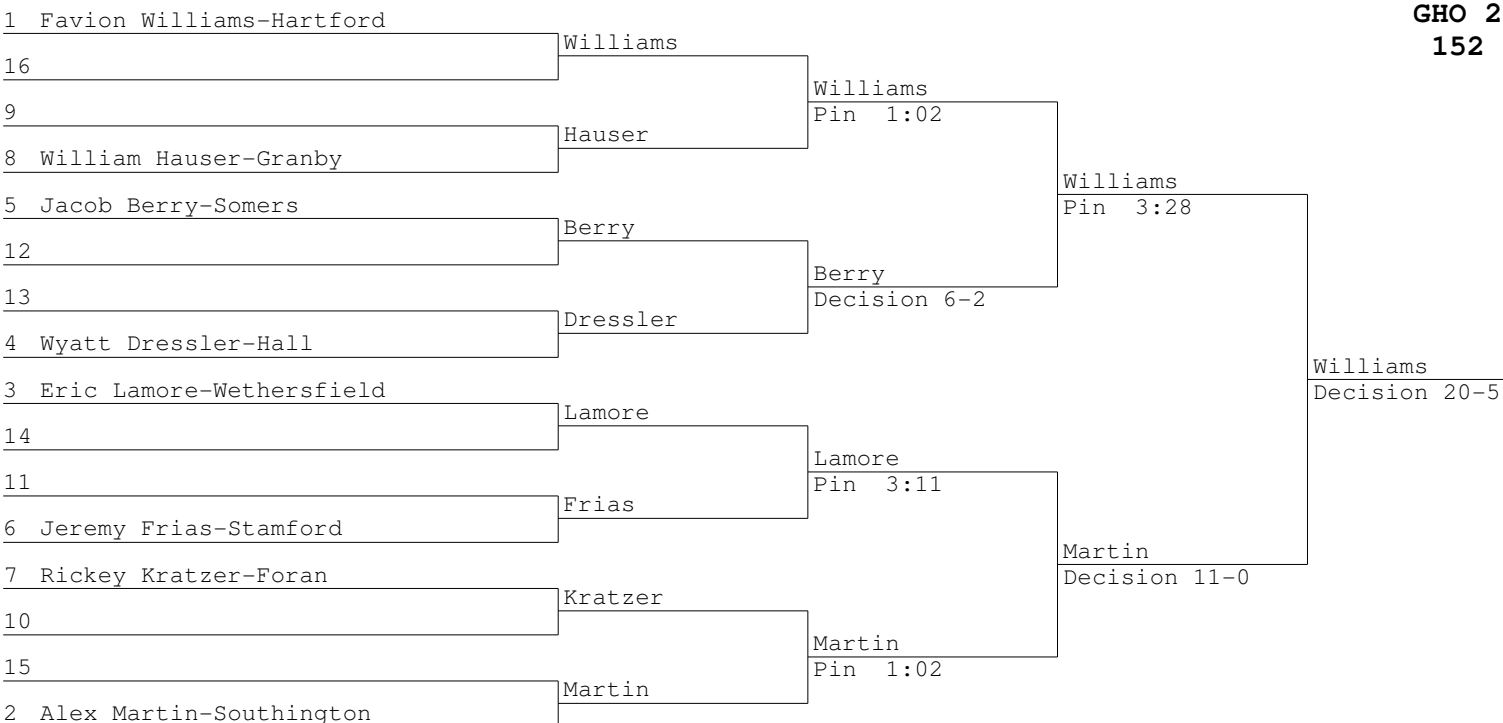 GHO 2
152
1 Favion Williams-Hartford
Williams
16
Williams
Pin 1:02
9
Hauser
8 William Hauser-Granby
Williams
Pin 3:28
5 Jacob Berry-Somers
Berry
12
Berry
Decision 6-2
13
Dressler
4 Wyatt Dressler-Hall
Williams
Decision 20-5
3 Eric Lamore-Wethersfield
Lamore
14
Lamore
Pin 3:11
11
Frias
6 Jeremy Frias-Stamford
Martin
Decision 11-0
7 Rickey Kratzer-Foran
Kratzer
10
Martin
Pin 1:02
15
Martin
2 Alex Martin-Southington